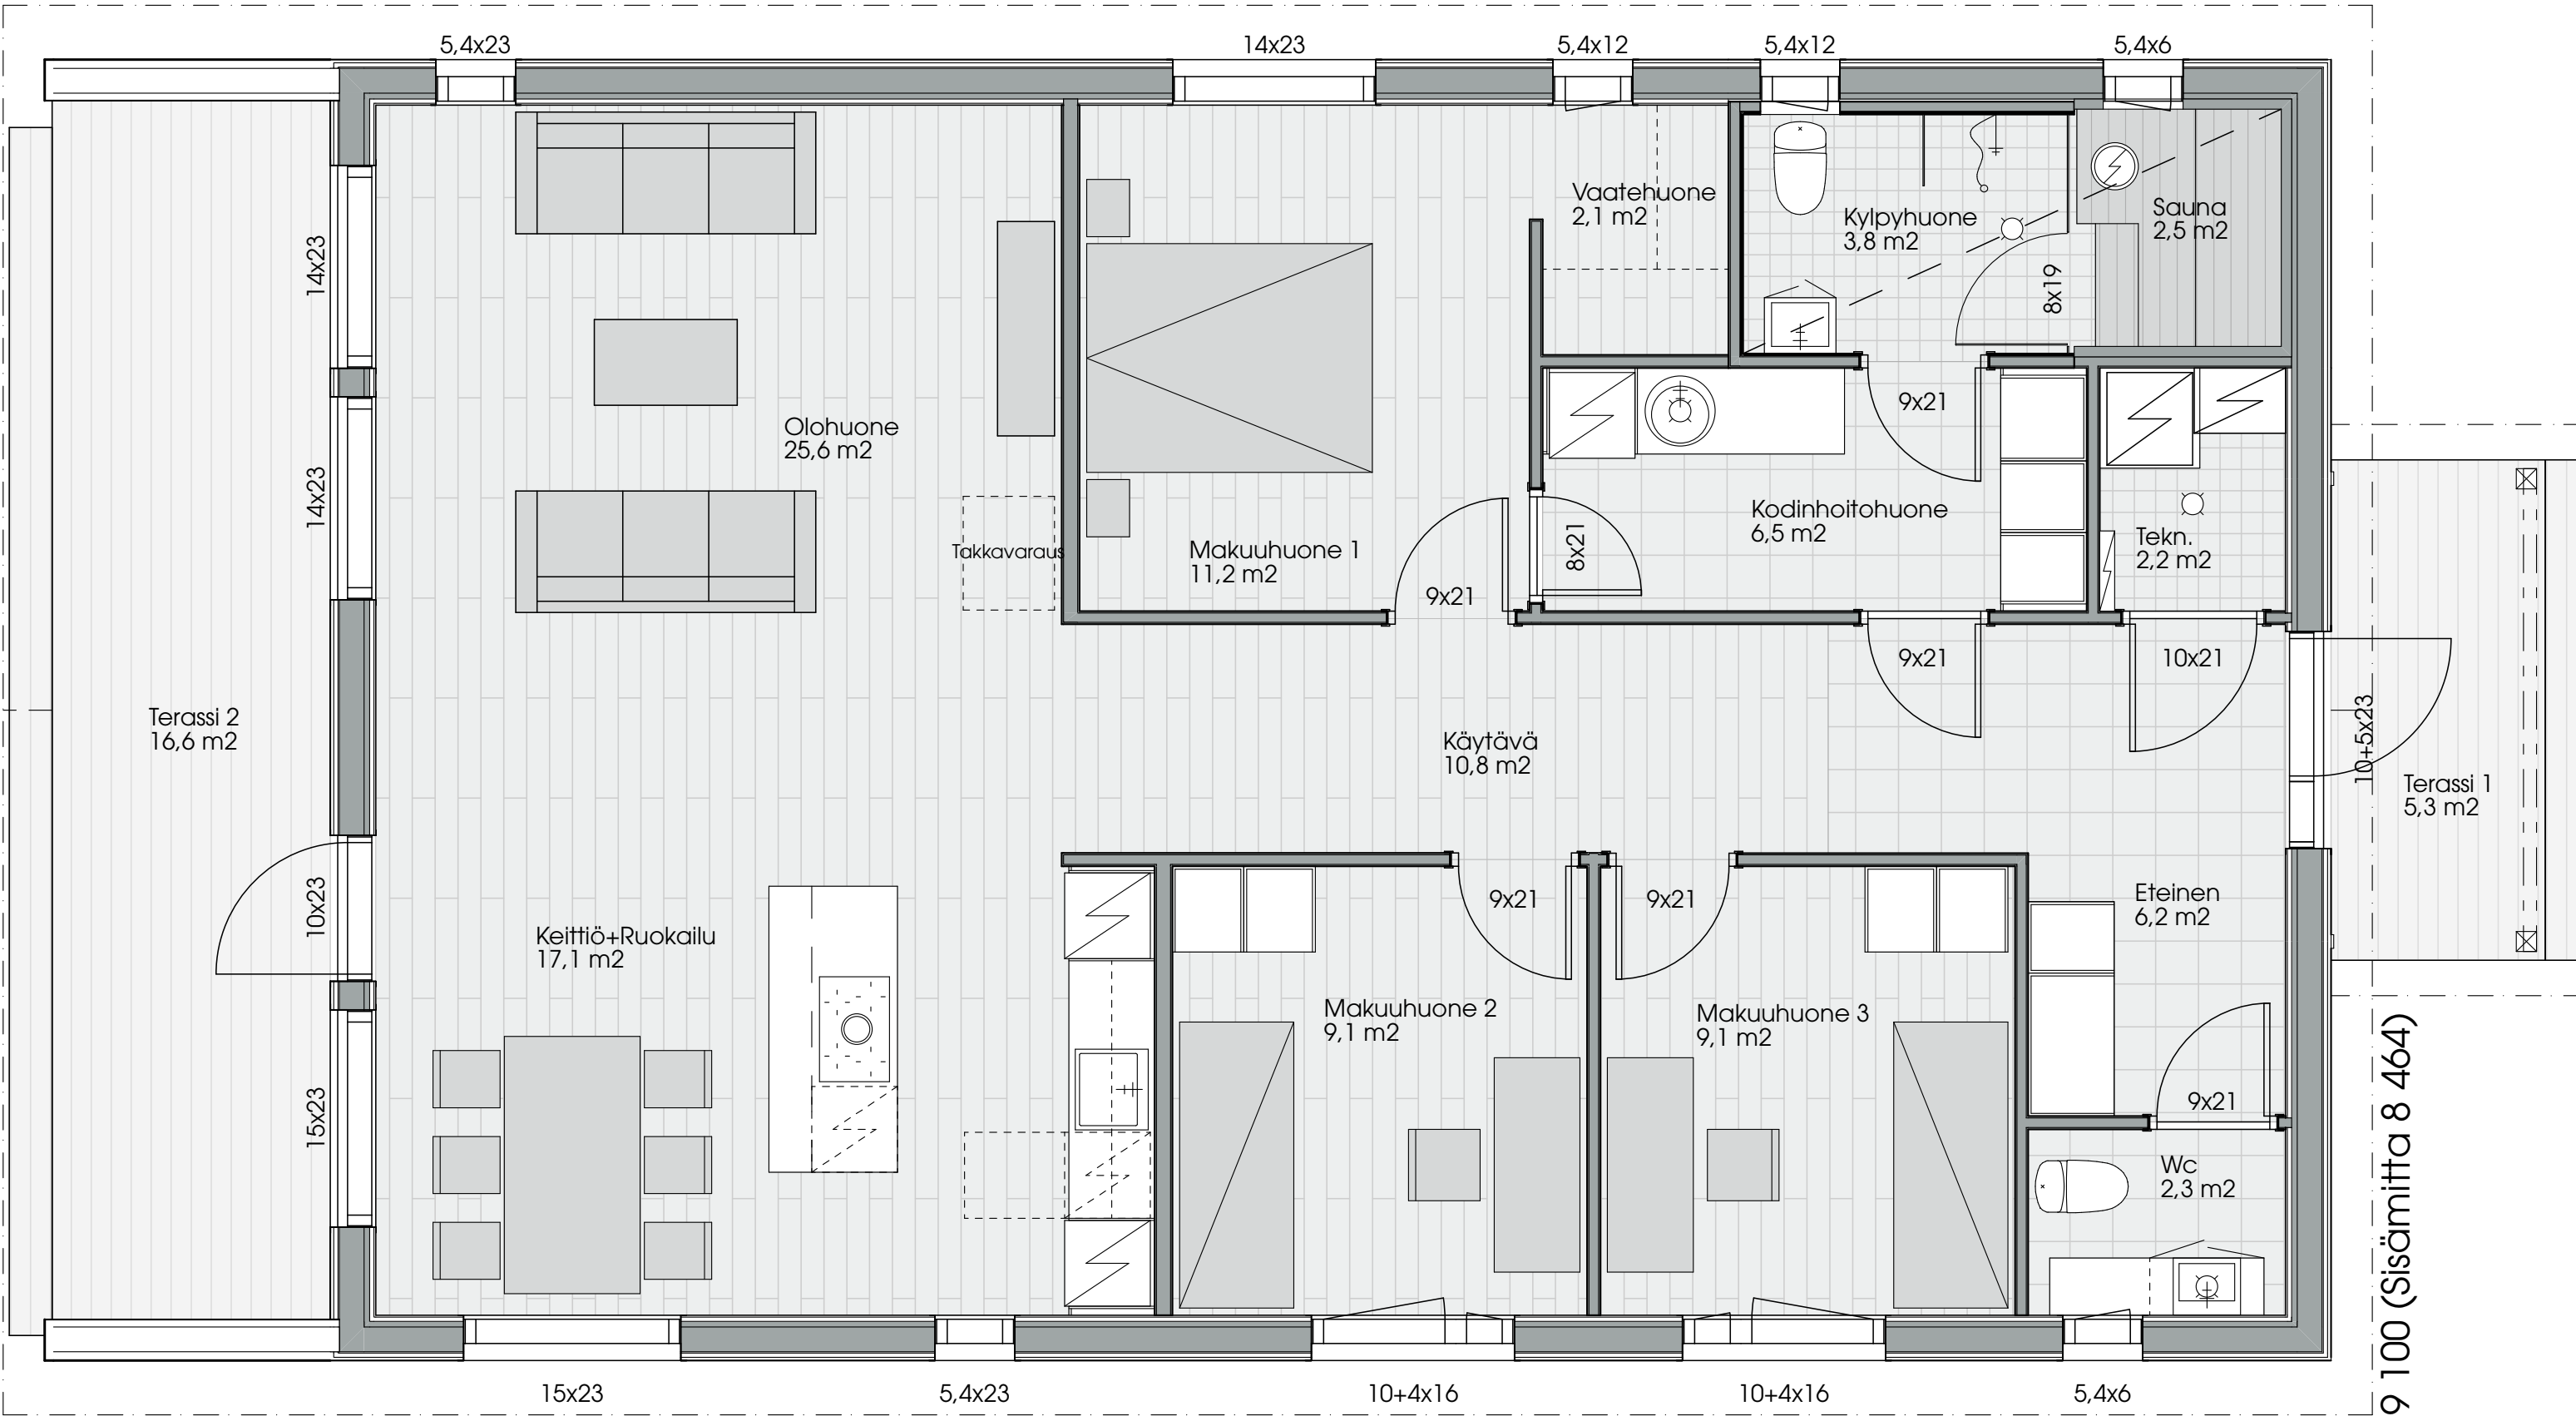 5,4x23
14x23
5,4x12
5,4x12
5,4x6
Vaatehuone
2,1 m2
Kylpyhuone
3,8 m2
Sauna
2,5 m2
14x23
8x19
Olohuone
25,6 m2
9x21
14x23
Kodinhoitohuone
6,5 m2
Takkavaraus
Makuuhuone 1
11,2 m2
8x21
Tekn.
2,2 m2
9x21
9x21
10x21
Terassi 2
16,6 m2
Käytävä
10,8 m2
10+5x23
Terassi 1
5,3 m2
10x23
9x21
9x21
Eteinen
6,2 m2
Keittiö+Ruokailu
17,1 m2
Makuuhuone 2
9,1 m2
Makuuhuone 3
9,1 m2
15x23
9x21
Wc
2,3 m2
9 100 (Sisämitta 8 464)
15x23
5,4x23
10+4x16
10+4x16
5,4x6